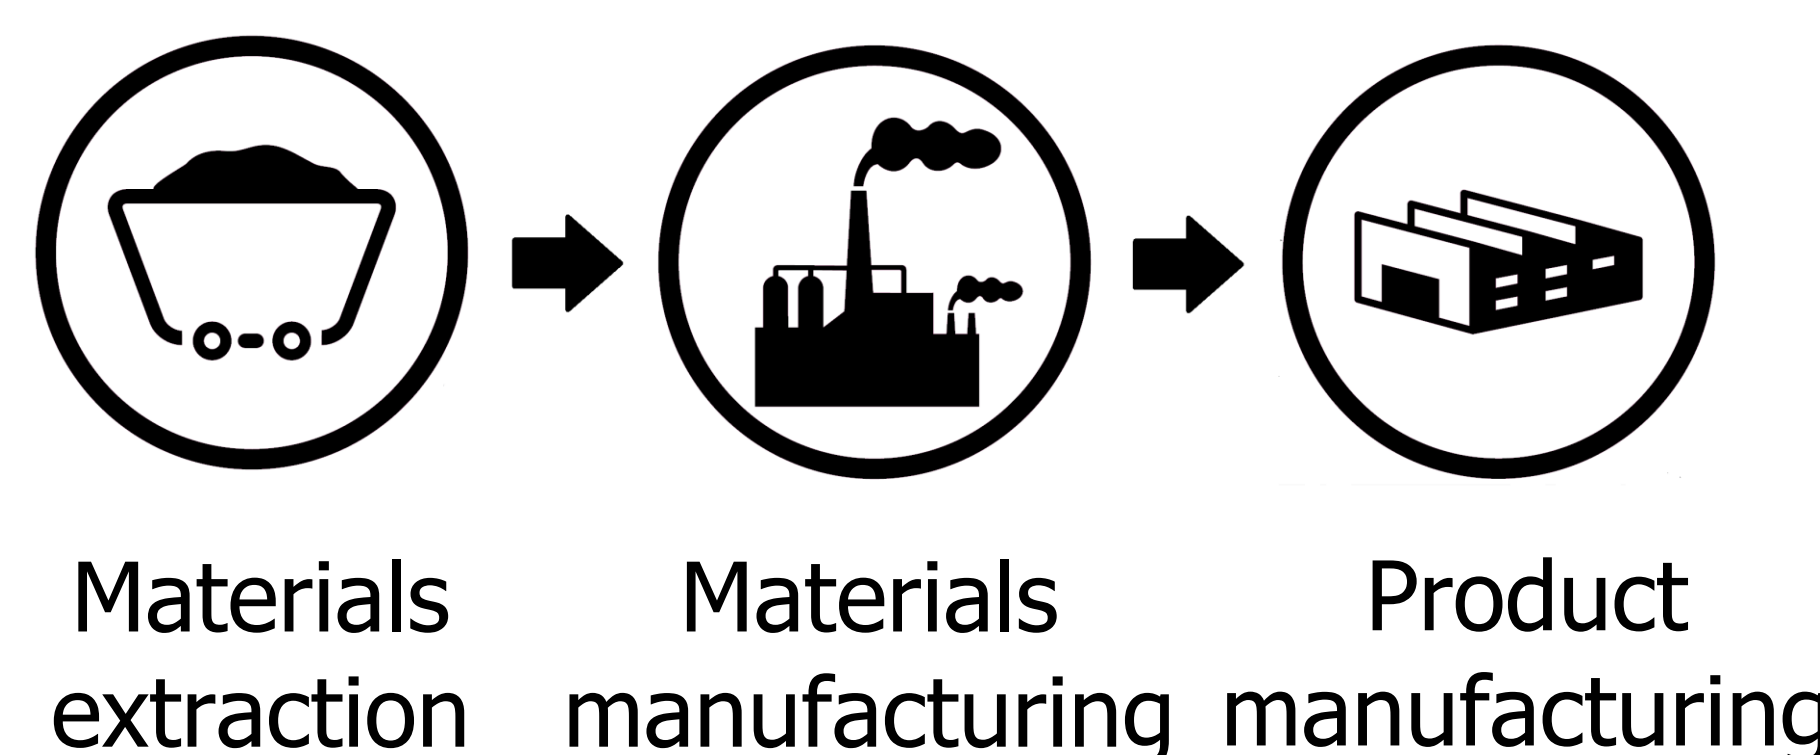 Materials
extraction
Materials
manufacturing
Product
manufacturing